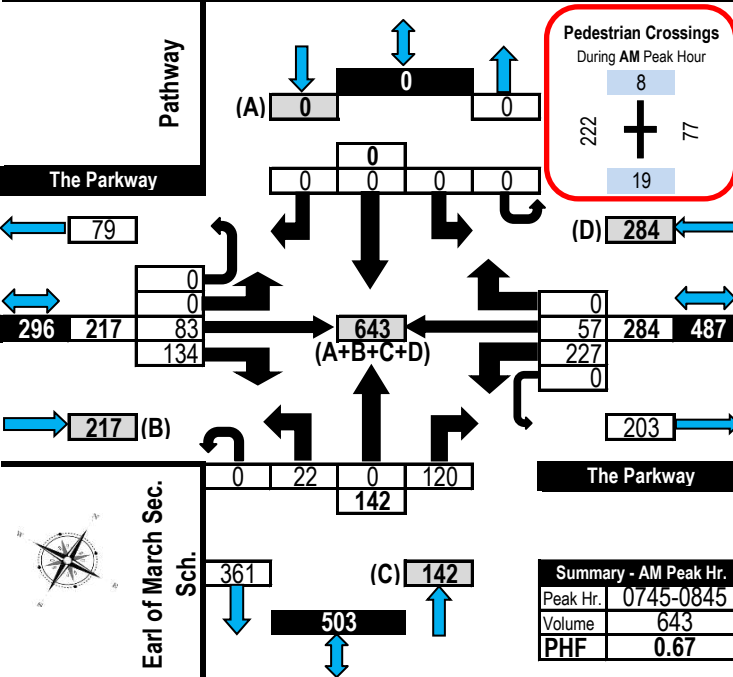 Pathway
0
(A) 0
0
Pedestrian Crossings
During AM Peak Hour
8
222
77
19
The Parkway
0
0 0 0 0
79
(D) 284
0
0
296 217 83
134
643
(A+B+C+D)
0
57 284 487
227
0
217 (B)
203
The Parkway
0 22 0 120
142
Earl of March Sec.
Sch.
361
(C) 142
503
Summary - AM Peak Hr.
Peak Hr. 0745-0845
Volume 643
PHF 0.67